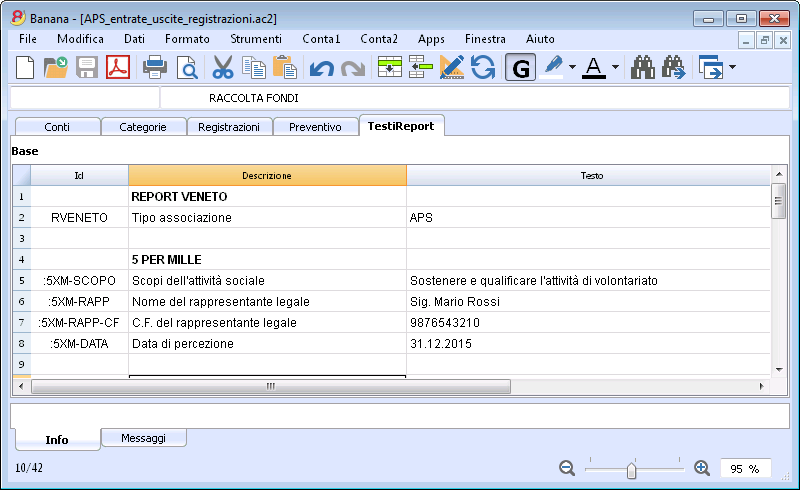 Banana - [APS_entrate_uscite_registrazioni.ac2]
File Modifica Dati Formato Strumenti Conta1 Conta2 Apps Finestra Aiuto
G A
RACCOLTA FONDI
Conti Categorie Registrazioni Preventivo TestiReport
Base
Id Descrizione Testo
1 REPORT VENETO
2 RVENETO Tipo associazione APS
3
4 5 PER MILLE
5 :5XM-SCOPO Scopi dell'attività sociale Sostenere e qualificare l'attività di volontariato
6 :5XM-RAPP Nome del rappresentante legale Sig. Mario Rossi
7 :5XM-RAPP-CF C.F. del rappresentante legale 9876543210
8 :5XM-DATA Data di percezione 31.12.2015
9
Info Messaggi
10/42 95 %